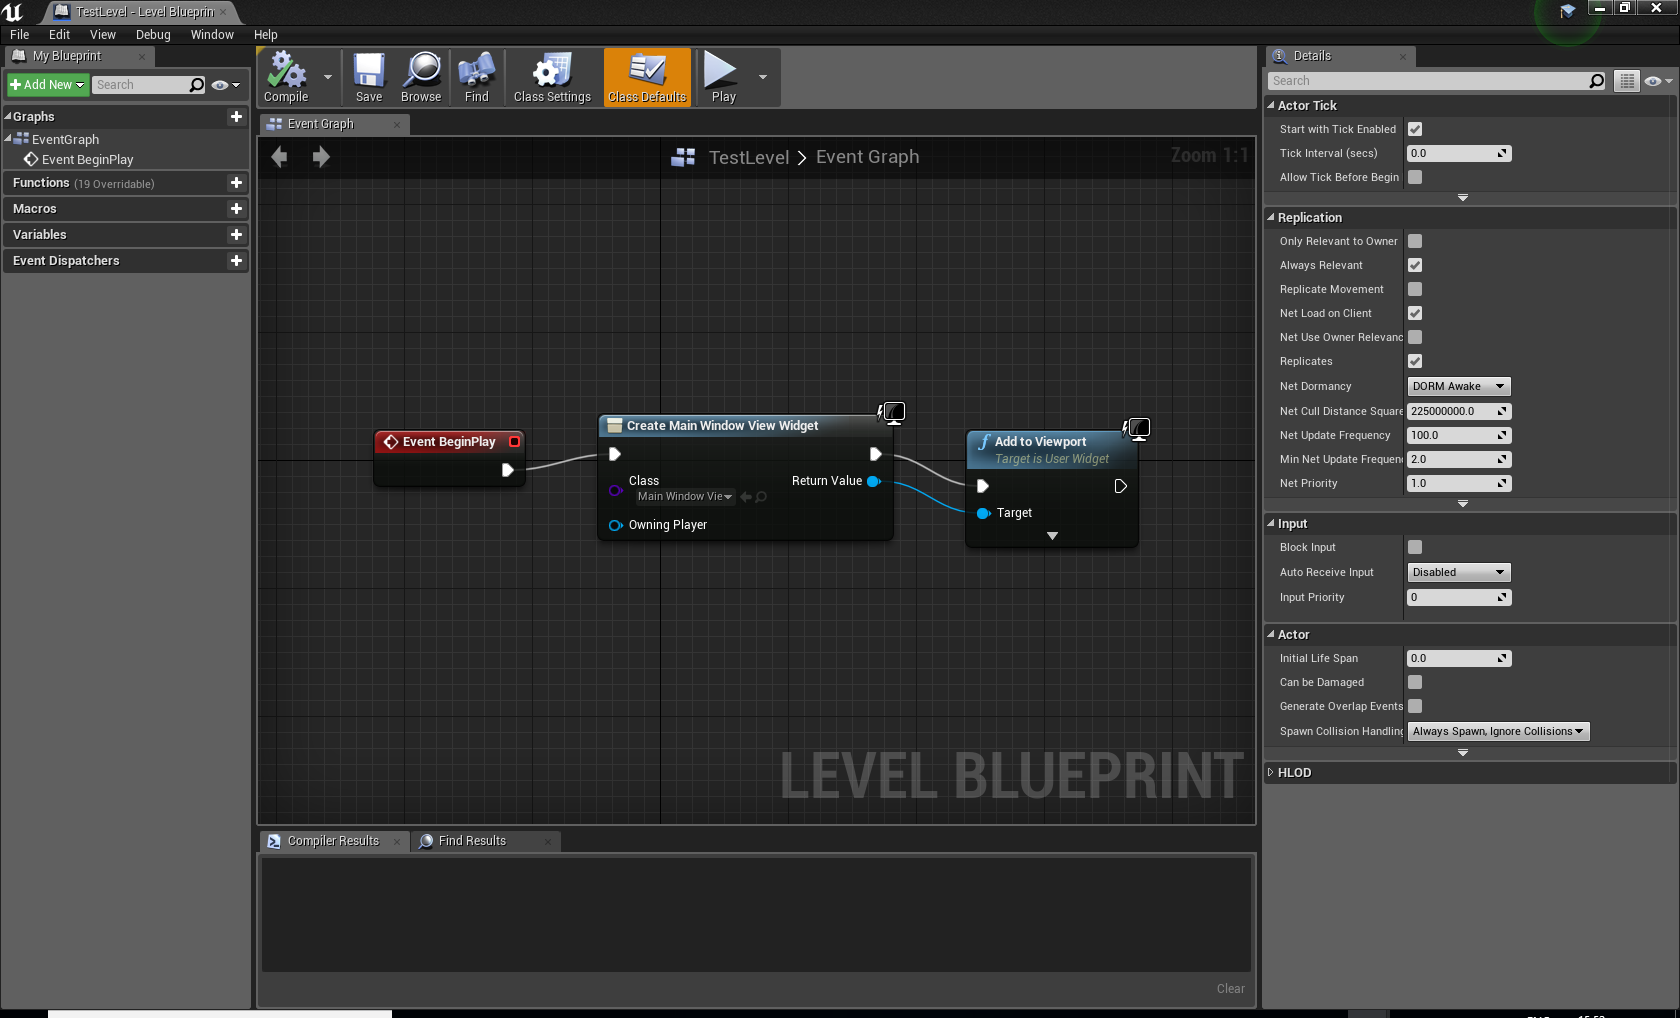 TestLevel - Level Blueprin
File Edit View Debug Window Help
My Blueprint
Add New Search
Graphs
EventGraph
Event BeginPlay
Functions (19 Overridable)
Macros
Variables
Event Dispatchers
Compile Save Browse Find Class Settings Class Defaults Play
Event Graph
TestLevel > Event Graph
Zoom 1:1
Event BeginPlay
Create Main Window View Widget
Class
Main Window Vie
Return Value
Owning Player
f Add to Viewport
Target is User Widget
Target
LEVEL BLUEPRINT
Compiler Results Find Results
Clear
Details
Search
Actor Tick
Start with Tick Enabled
Tick Interval (secs) 0.0
Allow Tick Before Begin
Replication
Only Relevant to Owner
Always Relevant
Replicate Movement
Net Load on Client
Net Use Owner Relevanc
Replicates
Net Dormancy DORM Awake
Net Cull Distance Square 225000000.0
Net Update Frequency 100.0
Min Net Update Frequen 2.0
Net Priority 1.0
Input
Block Input
Auto Receive Input Disabled
Input Priority 0
Actor
Initial Life Span 0.0
Can be Damaged
Generate Overlap Events
Spawn Collision Handling Always Spawn, Ignore Collisions
HLOD